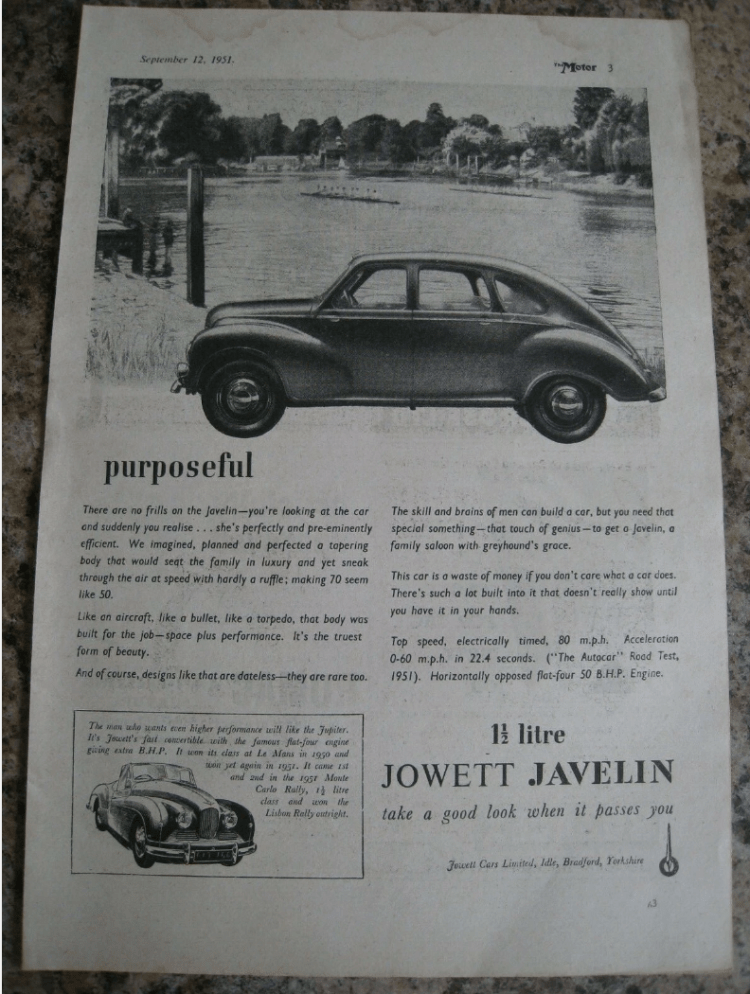 September 12, 1951.
The Motor 3
purposeful
There are no frills on the Javelin—you're looking at the car
and suddenly you realise . . . she's perfectly and pre-eminently
efficient. We imagined, planned and perfected a tapering
body that would seat the family in luxury and yet sneak
through the air at speed with hardly a ruffle; making 70 seem
like 50.
Like an aircraft, like a bullet, like a torpedo, that body was
built for the job—space plus performance. It's the truest
form of beauty.
And of course, designs like that are dateless—they are rare too.
The skill and brains of men can build a car, but you need that
special something—that touch of genius—to get a Javelin, a
family saloon with greyhound's grace.
This car is a waste of money if you don't care what a car does.
There's such a lot built into it that doesn't really show until
you have it in your hands.
Top speed, electrically timed, 80 m.p.h. Acceleration
0-60 m.p.h. in 22.4 seconds. ("The Autocar" Road Test,
1951). Horizontally opposed flat-four 50 B.H.P. Engine.
The man who wants even higher performance will like the Jupiter.
It's Jowett's fast convertible with the famous flat-four engine
giving extra B.H.P. It won its class at Le Mans in 1950 and
won yet again in 1951. It came 1st
and 2nd in the 1951 Monte
Carlo Rally, 1½ litre
class and won the
Lisbon Rally outright.
1½ litre
JOWETT JAVELIN
take a good look when it passes you
Jowett Cars Limited, Idle, Bradford, Yorkshire